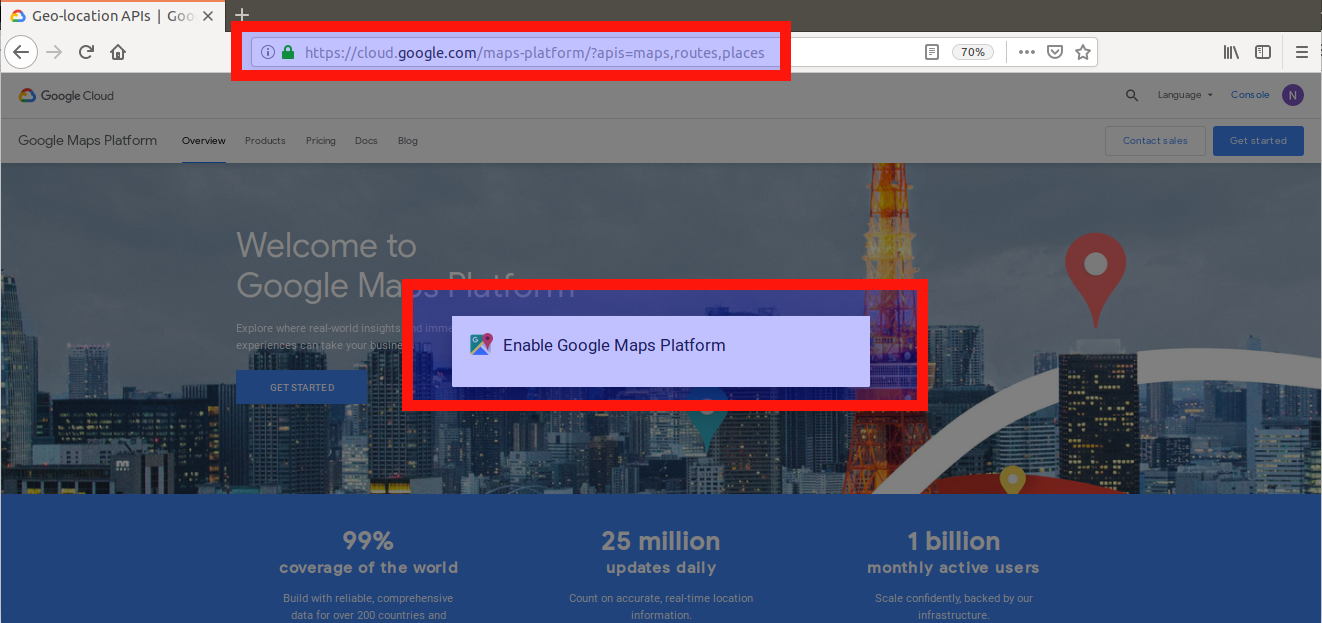 Geo-location APIs | Goo
https://cloud.google.com/maps-platform/?apis=maps,routes,places
70%
Google Cloud
Language
Console
N
Google Maps Platform
Overview
Products
Pricing
Docs
Blog
Contact sales
Get started
Welcome to
Google Maps Platform
Explore where real-world insights and imme
experiences can take your busine
GET STARTED
Enable Google Maps Platform
99%
coverage of the world
Build with reliable, comprehensive
data for over 200 countries and
25 million
updates daily
Count on accurate, real-time location
information.
1 billion
monthly active users
Scale confidently, backed by our
infrastructure.